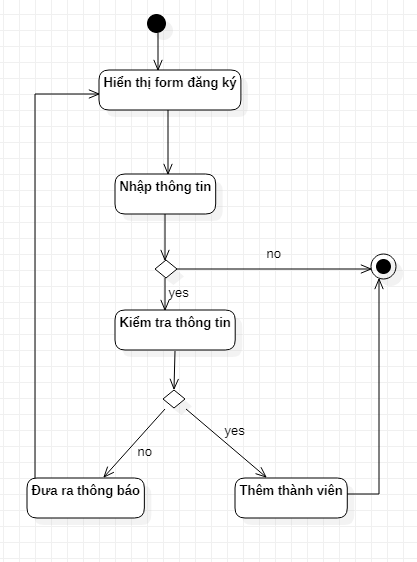 Hiển thị form đăng ký
Nhập thông tin
no
yes
Kiểm tra thông tin
yes
no
Đưa ra thông báo
Thêm thành viên